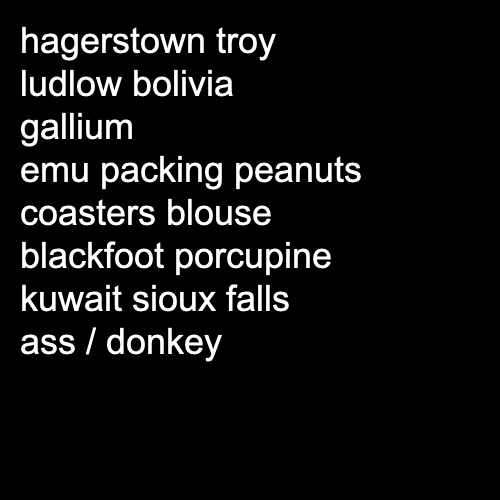 hagerstown troy
ludlow bolivia
gallium
emu packing peanuts
coasters blouse
blackfoot porcupine
kuwait sioux falls
ass / donkey